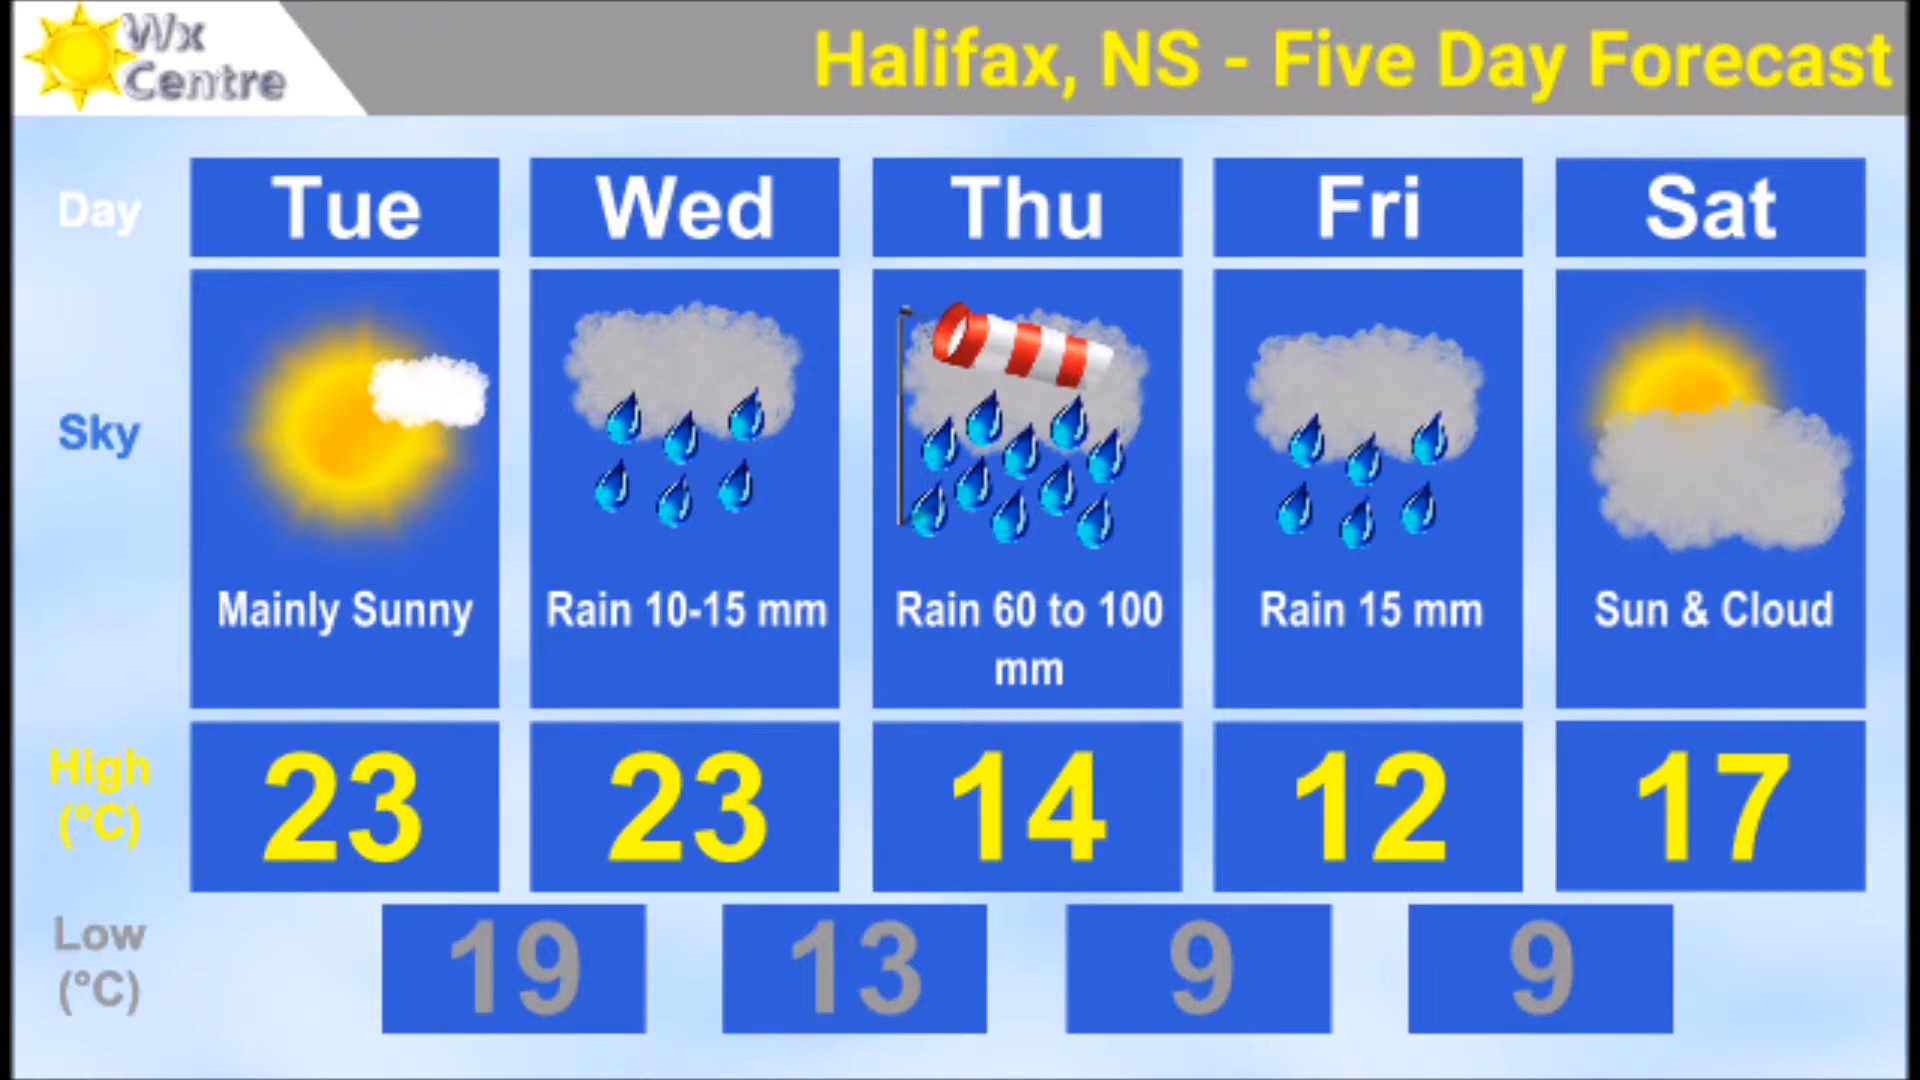 Wx
Centre
Halifax, NS - Five Day Forecast
Day
Tue
Wed
Thu
Fri
Sat
Sky
Mainly Sunny
Rain 10-15 mm
Rain 60 to 100
mm
Rain 15 mm
Sun & Cloud
High
(°C)
23
23
14
12
17
Low
(°C)
19
13
9
9